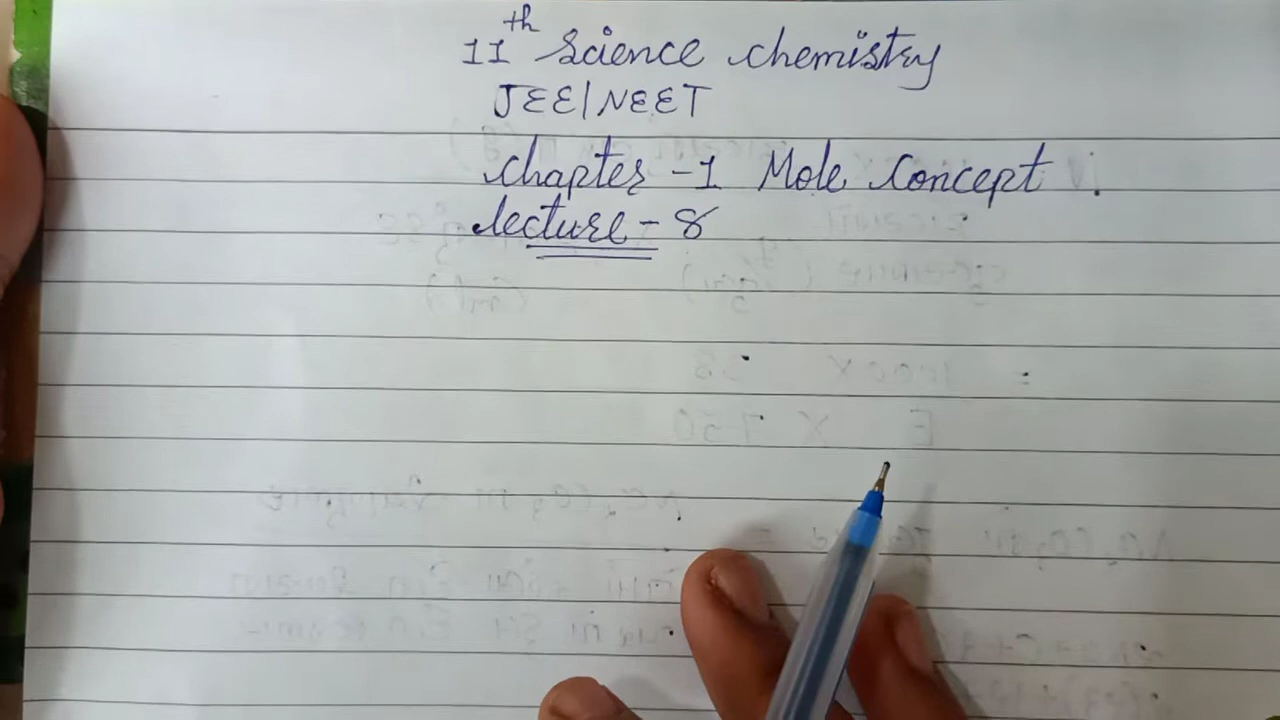 11th Science chemistry
JEE/NEET
Chapter - 1 Mole Concept .
lecture - 8